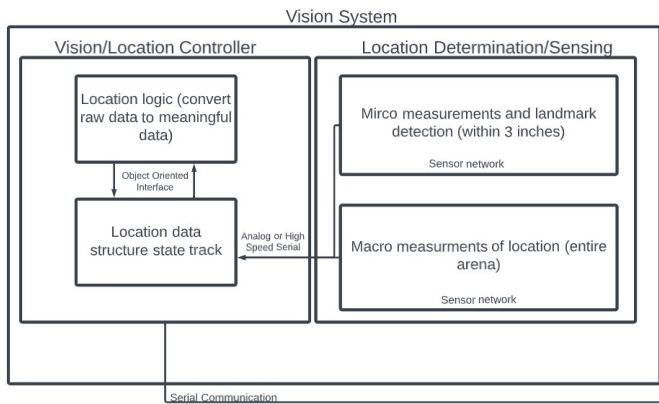 Vision System
Vision/Location Controller
Location Determination/Sensing
Location logic (convert
raw data to meaningful
data)
Mirco measurements and landmark
detection (within 3 inches)
Sensor network
Object Oriented
Interface
Location data
structure state track
Analog or High
Speed Serial
Macro measurments of location (entire
arena)
Sensor network
Serial Communication